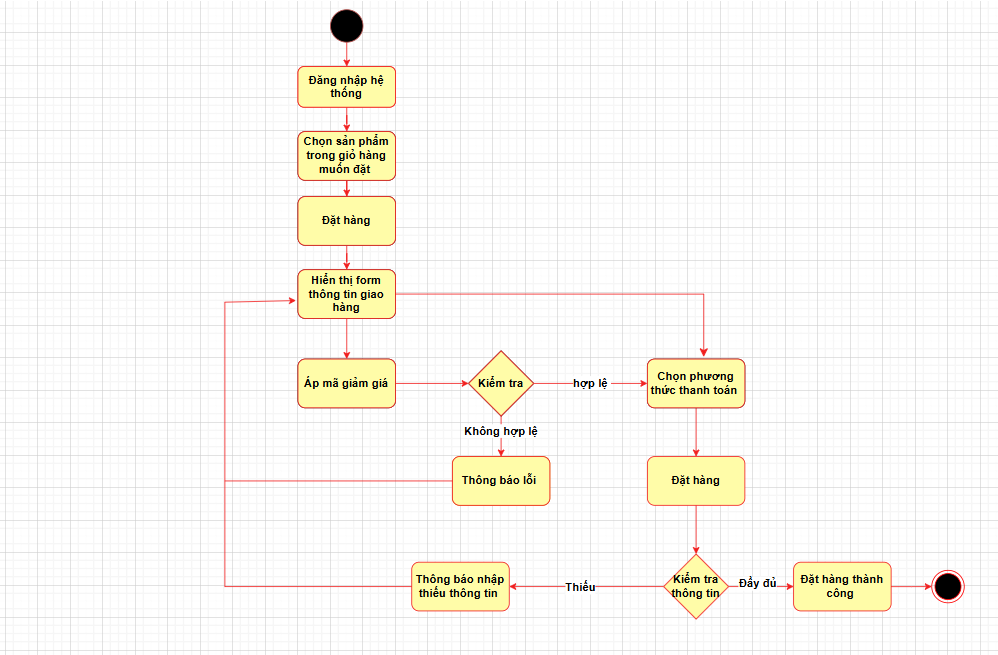 Đăng nhập hệ
thống
Chọn sản phẩm
trong giỏ hàng
muốn đặt
Đặt hàng
Hiển thị form
thông tin giao
hàng
Áp mã giảm giá
Kiểm tra
hợp lệ
Chọn phương
thức thanh toán
Không hợp lệ
Thông báo lỗi
Đặt hàng
Thông báo nhập
thiếu thông tin
Thiếu
Kiểm tra
thông tin
Đầy đủ
Đặt hàng thành
công